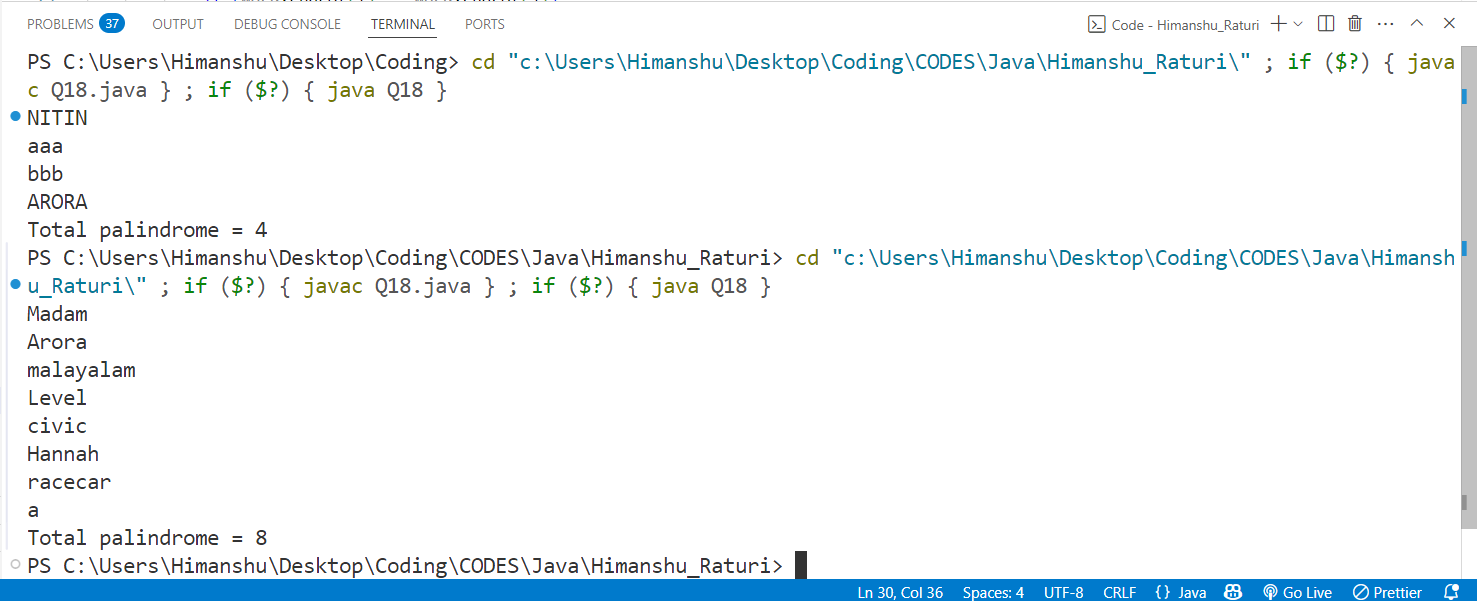 PROBLEMS 37 OUTPUT DEBUG CONSOLE TERMINAL PORTS Code - Himanshu_Raturi
PS C:\Users\Himanshu\Desktop\Coding> cd "c:\Users\Himanshu\Desktop\Coding\CODES\Java\Himanshu_Raturi\" ; if ($?) { java
c Q18.java } ; if ($?) { java Q18 }
NITIN
aaa
bbb
ARORA
Total palindrome = 4
PS C:\Users\Himanshu\Desktop\Coding\CODES\Java\Himanshu_Raturi> cd "c:\Users\Himanshu\Desktop\Coding\CODES\Java\Himansh
u_Raturi\" ; if ($?) { javac Q18.java } ; if ($?) { java Q18 }
Madam
Arora
malayalam
Level
civic
Hannah
racecar
a
Total palindrome = 8
PS C:\Users\Himanshu\Desktop\Coding\CODES\Java\Himanshu_Raturi>
Ln 30, Col 36 Spaces: 4 UTF-8 CRLF {} Java Go Live Prettier